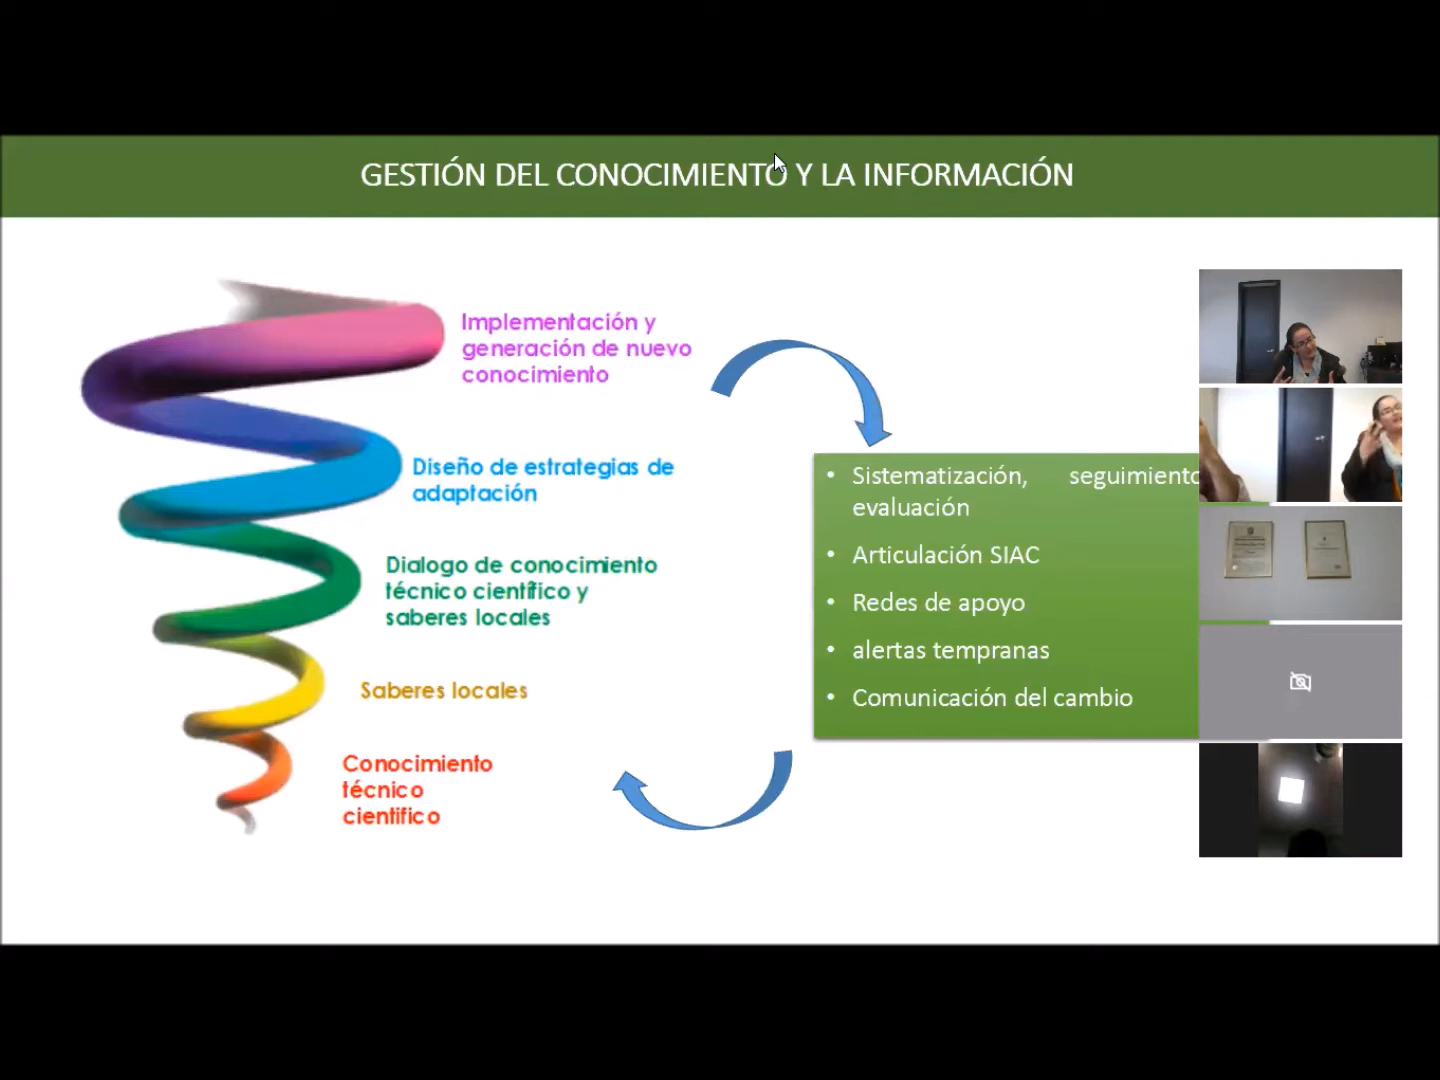 GESTIÓN DEL CONOCIMIENTO Y LA INFORMACIÓN
Implementación y
generación de nuevo
conocimiento
Diseño de estrategias de
adaptación
Dialogo de conocimiento
técnico científico y
saberes locales
Saberes locales
Conocimiento
técnico
cientifico
• Sistematización, seguimiento
evaluación
• Articulación SIAC
• Redes de apoyo
• alertas tempranas
• Comunicación del cambio